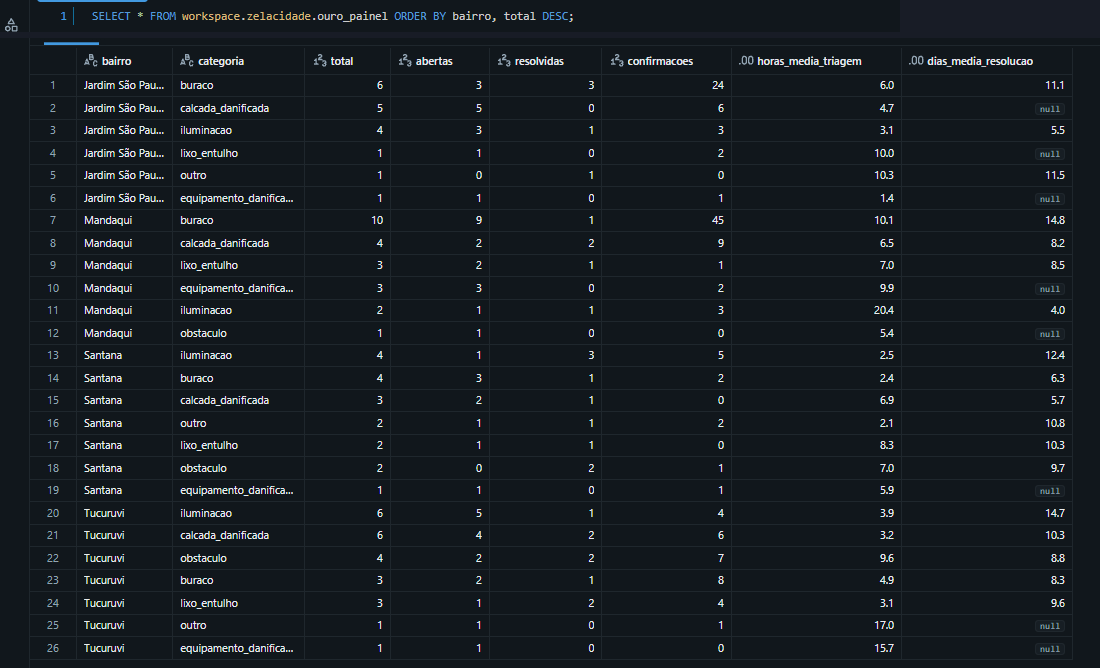 1 SELECT * FROM workspace.zelacidade.ouro_painel ORDER BY bairro, total DESC;
ABC bairro ABC categoria 123 total 123 abertas 123 resolvidas 123 confirmacoes .00 horas_media_triagem .00 dias_media_resolucao
1 Jardim São Pau... buraco 6 3 3 24 6.0 11.1
2 Jardim São Pau... calcada_danificada 5 5 0 6 4.7 null
3 Jardim São Pau... iluminacao 4 3 1 3 3.1 5.5
4 Jardim São Pau... lixo_entulho 1 1 0 2 10.0 null
5 Jardim São Pau... outro 1 0 1 0 10.3 11.5
6 Jardim São Pau... equipamento_danifica... 1 1 0 1 1.4 null
7 Mandaqui buraco 10 9 1 45 10.1 14.8
8 Mandaqui calcada_danificada 4 2 2 9 6.5 8.2
9 Mandaqui lixo_entulho 3 2 1 1 7.0 8.5
10 Mandaqui equipamento_danifica... 3 3 0 2 9.9 null
11 Mandaqui iluminacao 2 1 1 3 20.4 4.0
12 Mandaqui obstaculo 1 1 0 0 5.4 null
13 Santana iluminacao 4 1 3 5 2.5 12.4
14 Santana buraco 4 3 1 2 2.4 6.3
15 Santana calcada_danificada 3 2 1 0 6.9 5.7
16 Santana outro 2 1 1 2 2.1 10.8
17 Santana lixo_entulho 2 1 1 0 8.3 10.3
18 Santana obstaculo 2 0 2 1 7.0 9.7
19 Santana equipamento_danifica... 1 1 0 1 5.9 null
20 Tucuruvi iluminacao 6 5 1 4 3.9 14.7
21 Tucuruvi calcada_danificada 6 4 2 6 3.2 10.3
22 Tucuruvi obstaculo 4 2 2 7 9.6 8.8
23 Tucuruvi buraco 3 2 1 8 4.9 8.3
24 Tucuruvi lixo_entulho 3 1 2 4 3.1 9.6
25 Tucuruvi outro 1 1 0 1 17.0 null
26 Tucuruvi equipamento_danifica... 1 1 0 0 15.7 null